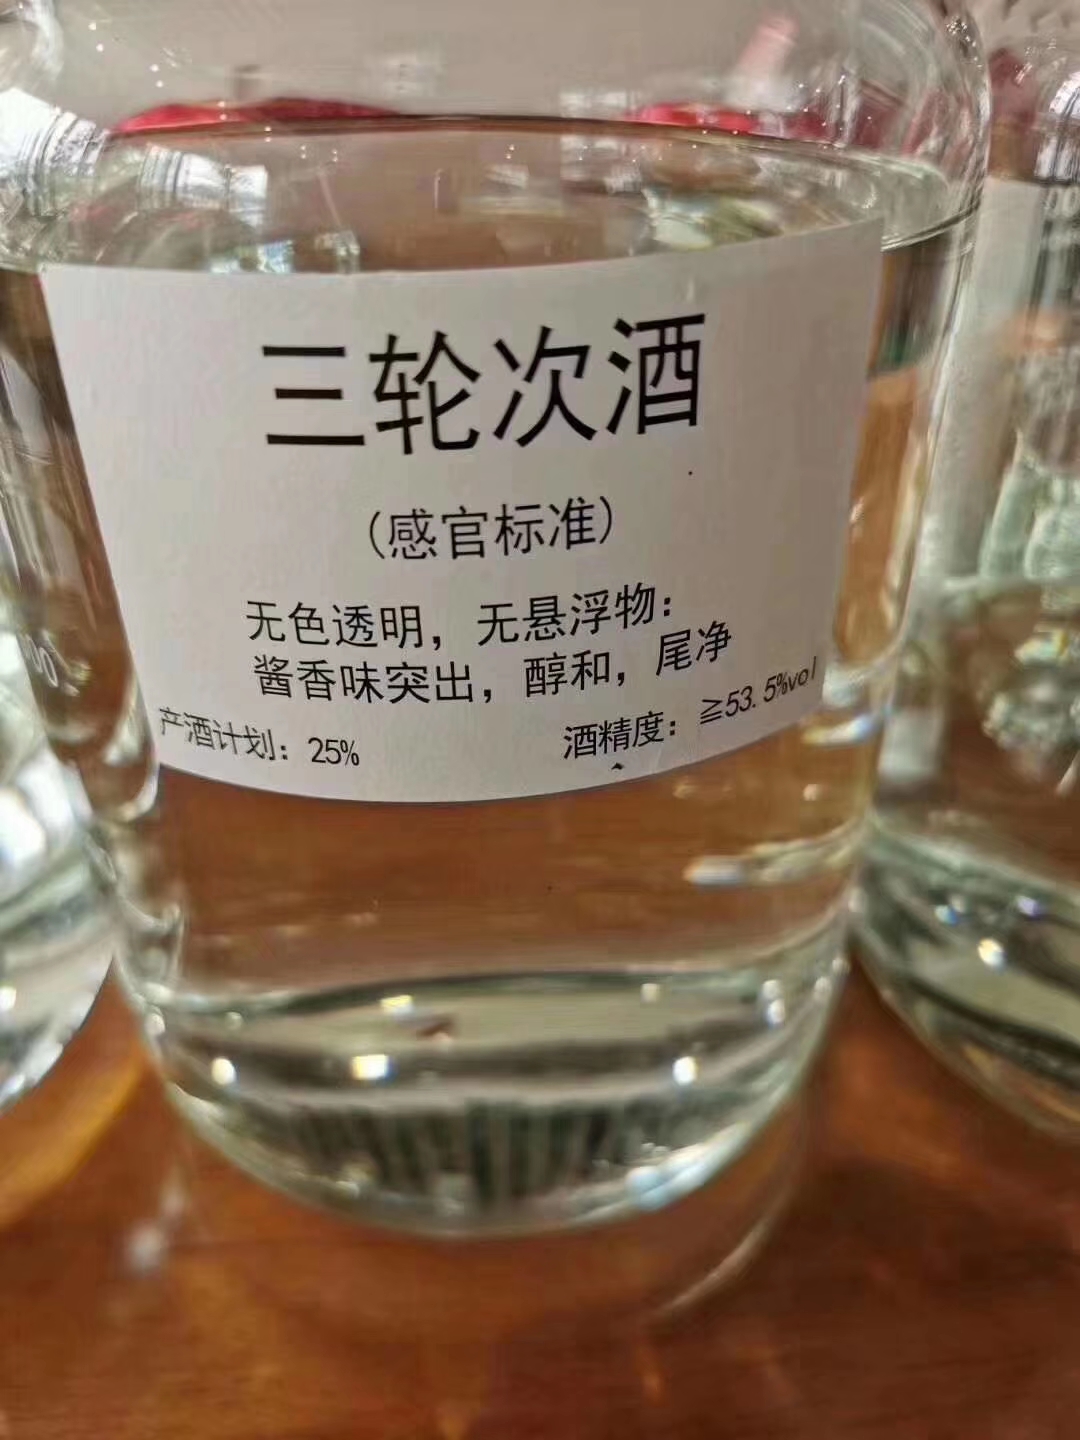 三轮次酒
(感官标准)
无色透明，无悬浮物：
酱香味突出，醇和，尾净
产酒计划：25%
酒精度：≧53.5%vol